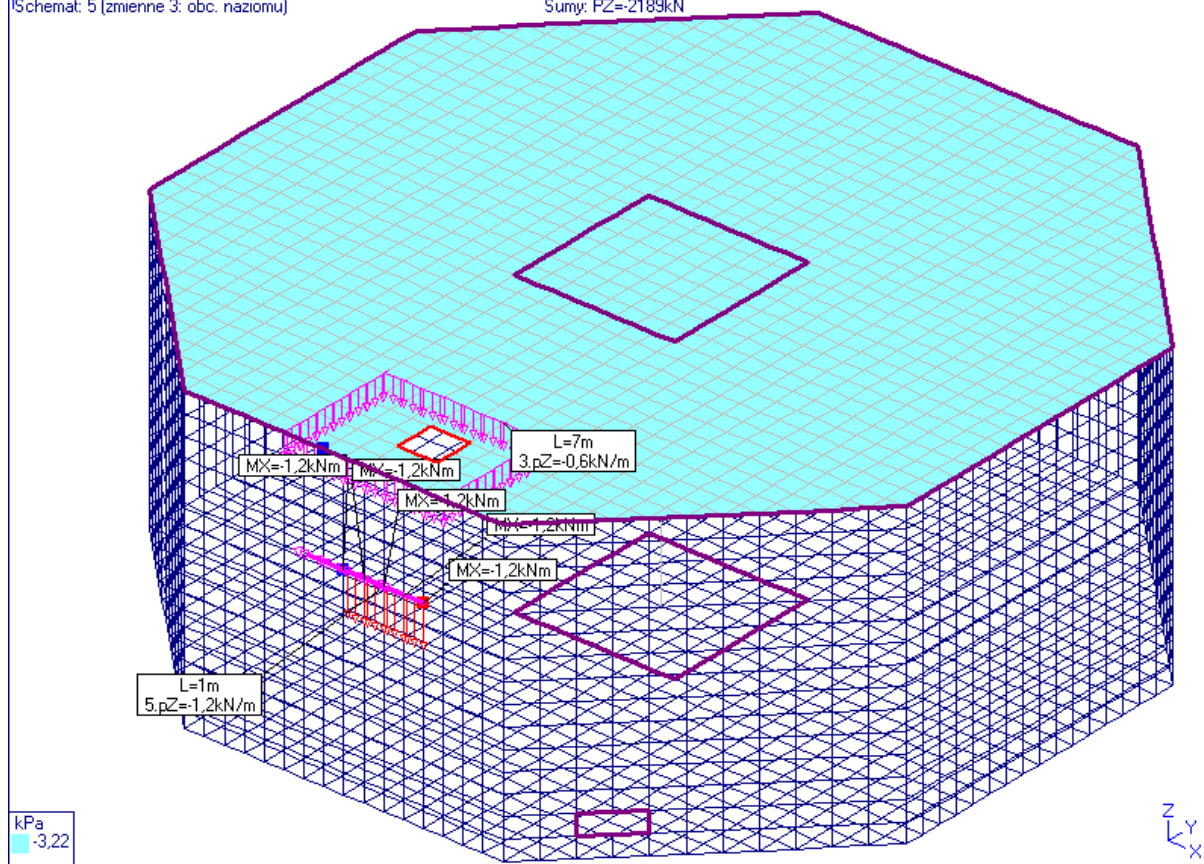 !Schemat: 5 (zmienne 3: obc. naziomu)
Sumy: PZ=-2189kN
L=7m
3.pZ=-0,6kN/m
MX=-1,2kNm
MX=-1,2kNm
MX=-1,2kNm
MX=-1,2kNm
MX=-1,2kNm
L=1m
5.pZ=-1,2kN/m
kPa
-3,22
Z
Y
X